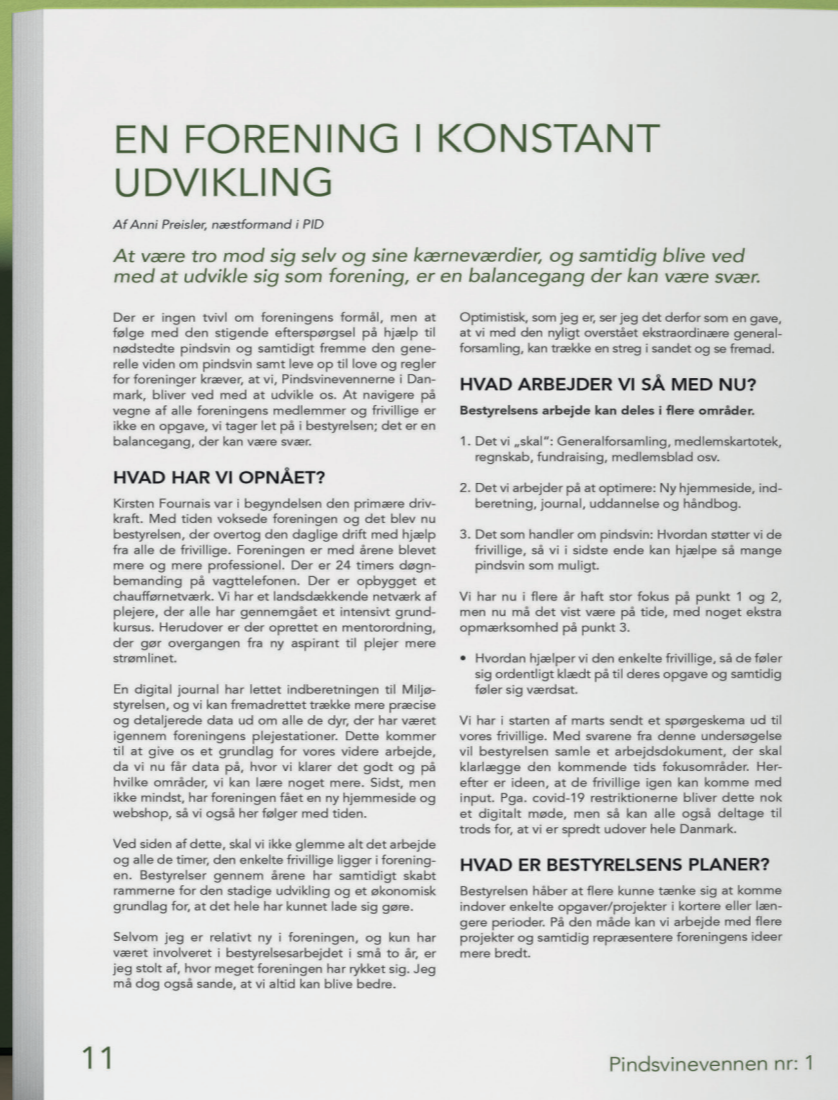 EN FORENING I KONSTANT
UDVIKLING
Af Anni Preisler, næstformand i PID
At være tro mod sig selv og sine kærneværdier, og samtidig blive ved
med at udvikle sig som forening, er en balancegang der kan være svær.
Der er ingen tvivl om foreningens formål, men at
følge med den stigende efterspørgsel på hjælp til
nødstedte pindsvin og samtidigt fremme den gene-
relle viden om pindsvin samt leve op til love og regler
for foreninger kræver, at vi, Pindsvinevennerne i Dan-
mark, bliver ved med at udvikle os. At navigere på
vegne af alle foreningens medlemmer og frivillige er
ikke en opgave, vi tager let på i bestyrelsen; det er en
balancegang, der kan være svær.
HVAD HAR VI OPNÅET?
Kirsten Fournais var i begyndelsen den primære driv-
kraft. Med tiden voksede foreningen og det blev nu
bestyrelsen, der overtog den daglige drift med hjælp
fra alle de frivillige. Foreningen er med årene blevet
mere og mere professionel. Der er 24 timers døgn-
bemanding på vagttelefonen. Der er opbygget et
chaufførnetværk. Vi har et landsdækkende netværk af
plejere, der alle har gennemgået et intensivt grund-
kursus. Herudover er der oprettet en mentorordning,
der gør overgangen fra ny aspirant til plejer mere
strømlinet.
En digital journal har lettet indberetningen til Miljø-
styrelsen, og vi kan fremadrettet trække mere præcise
og detaljerede data ud om alle de dyr, der har været
igennem foreningens plejestationer. Dette kommer
til at give os et grundlag for vores videre arbejde,
da vi nu får data på, hvor vi klarer det godt og på
hvilke områder, vi kan lære noget mere. Sidst, men
ikke mindst, har foreningen fået en ny hjemmeside og
webshop, så vi også her følger med tiden.
Ved siden af dette, skal vi ikke glemme alt det arbejde
og alle de timer, den enkelte frivillige ligger i forening-
en. Bestyrelser gennem årene har samtidigt skabt
rammerne for den stadige udvikling og et økonomisk
grundlag for, at det hele har kunnet lade sig gøre.
Selvom jeg er relativt ny i foreningen, og kun har
været involveret i bestyrelsesarbejdet i små to år, er
jeg stolt af, hvor meget foreningen har rykket sig. Jeg
må dog også sande, at vi altid kan blive bedre.
Optimistisk, som jeg er, ser jeg det derfor som en gave,
at vi med den nyligt overstået ekstraordinære general-
forsamling, kan trække en streg i sandet og se fremad.
HVAD ARBEJDER VI SÅ MED NU?
Bestyrelsens arbejde kan deles i flere områder.
1. Det vi „skal“: Generalforsamling, medlemskartotek,
regnskab, fundraising, medlemsblad osv.
2. Det vi arbejder på at optimere: Ny hjemmeside, ind-
beretning, journal, uddannelse og håndbog.
3. Det som handler om pindsvin: Hvordan støtter vi de
frivillige, så vi i sidste ende kan hjælpe så mange
pindsvin som muligt.
Vi har nu i flere år haft stor fokus på punkt 1 og 2,
men nu må det vist være på tide, med noget ekstra
opmærksomhed på punkt 3.
• Hvordan hjælper vi den enkelte frivillige, så de føler
sig ordentligt klædt på til deres opgave og samtidig
føler sig værdsat.
Vi har i starten af marts sendt et spørgeskema ud til
vores frivillige. Med svarene fra denne undersøgelse
vil bestyrelsen samle et arbejdsdokument, der skal
klarlægge den kommende tids fokusområder. Her-
efter er ideen, at de frivillige igen kan komme med
input. Pga. covid-19 restriktionerne bliver dette nok
et digitalt møde, men så kan alle også deltage til
trods for, at vi er spredt udover hele Danmark.
HVAD ER BESTYRELSENS PLANER?
Bestyrelsen håber at flere kunne tænke sig at komme
indover enkelte opgaver/projekter i kortere eller læn-
gere perioder. På den måde kan vi arbejde med flere
projekter og samtidig repræsentere foreningens ideer
mere bredt.
11
Pindsvinevennen nr: 1